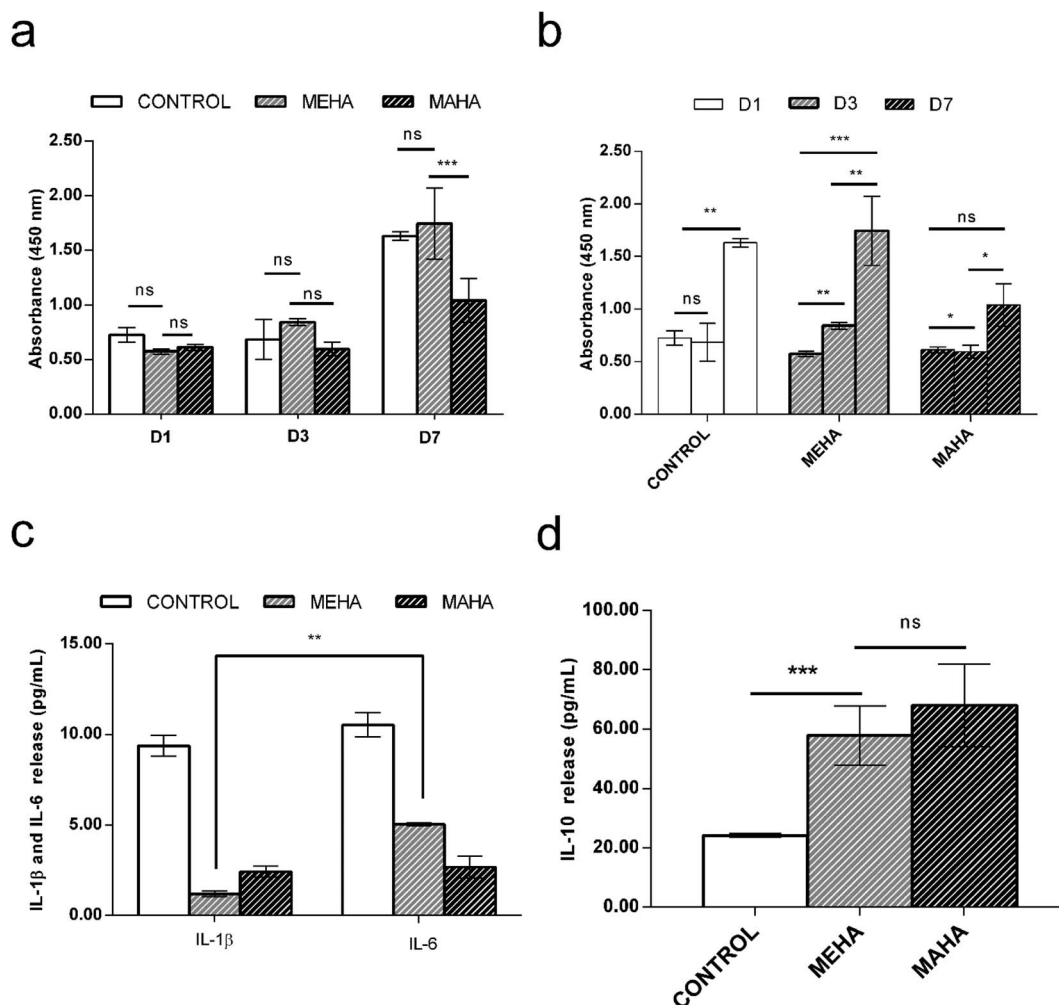 a
CONTROL MEHA MAHA
Absorbance (450 nm)
2.50
2.00
1.50
1.00
0.50
0.00
ns
ns
ns
ns
ns
***
D1 D3 D7
b
D1 D3 D7
Absorbance (450 nm)
2.50
2.00
1.50
1.00
0.50
0.00
ns
**
**
**
***
*
*
ns
CONTROL
MEHA
MAHA
c
CONTROL MEHA MAHA
IL-1β and IL-6 release (pg/mL)
15.00
10.00
5.00
0.00
**
IL-1β IL-6
d
IL-10 release (pg/mL)
100.00
80.00
60.00
40.00
20.00
0.00
***
ns
CONTROL
MEHA
MAHA